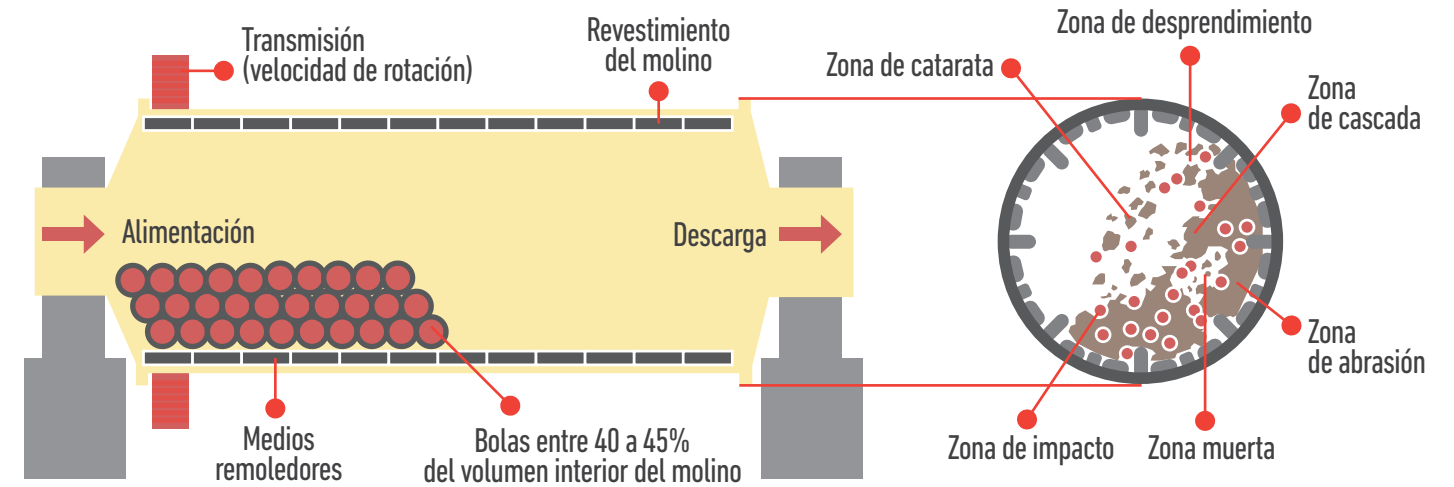 Transmisión
(velocidad de rotación)
Revestimiento
del molino
Zona de desprendimiento
Zona de catarata
Zona
de cascada
Alimentación
Descarga
Zona
de abrasión
Medios
remoledores
Bolas entre 40 a 45%
del volumen interior del molino
Zona de impacto
Zona muerta